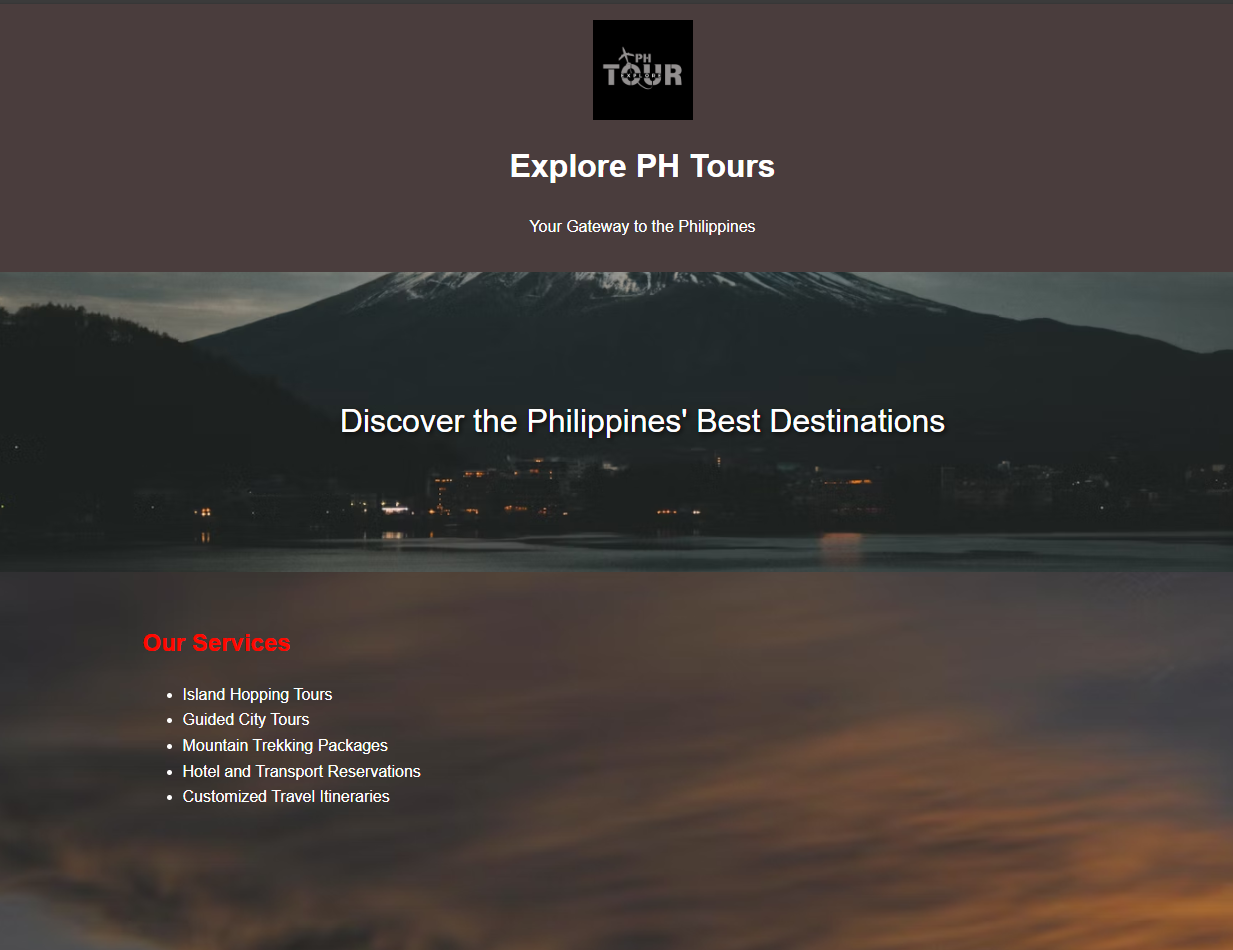 PH
TOUR
EXPLORE
Explore PH Tours
Your Gateway to the Philippines
Discover the Philippines' Best Destinations
Our Services
• Island Hopping Tours
• Guided City Tours
• Mountain Trekking Packages
• Hotel and Transport Reservations
• Customized Travel Itineraries